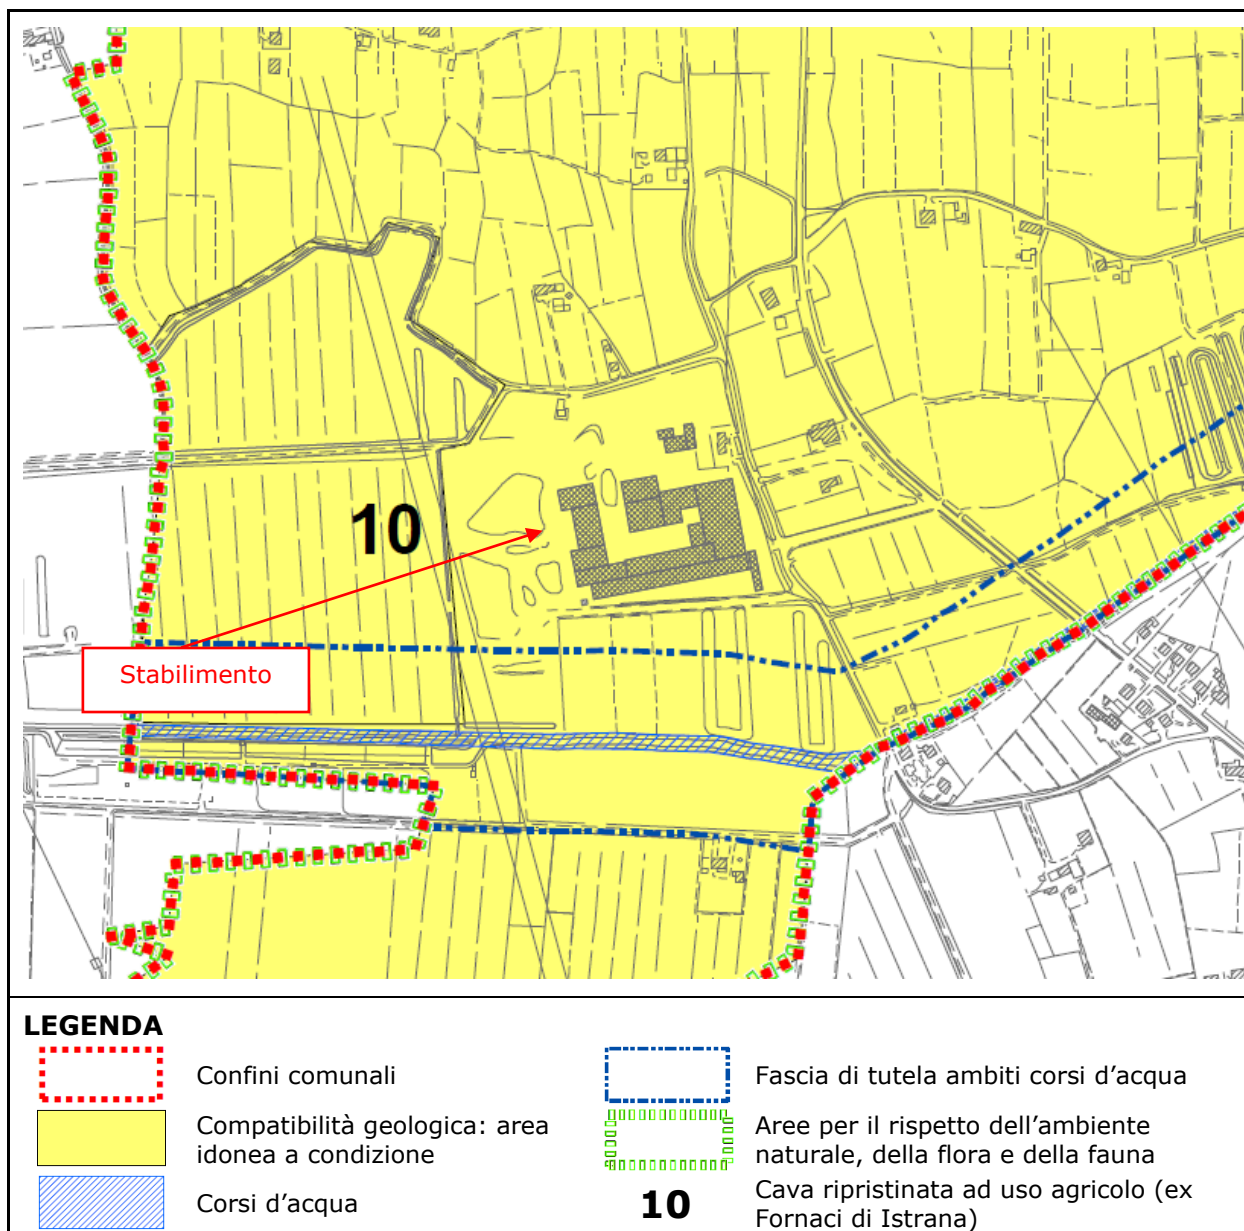 10
Stabilimento
LEGENDA
Confini comunali
Fascia di tutela ambiti corsi d'acqua
Compatibilità geologica: area
idonea a condizione
Aree per il rispetto dell'ambiente
naturale, della flora e della fauna
Corsi d'acqua
10
Cava ripristinata ad uso agricolo (ex
Fornaci di Istrana)